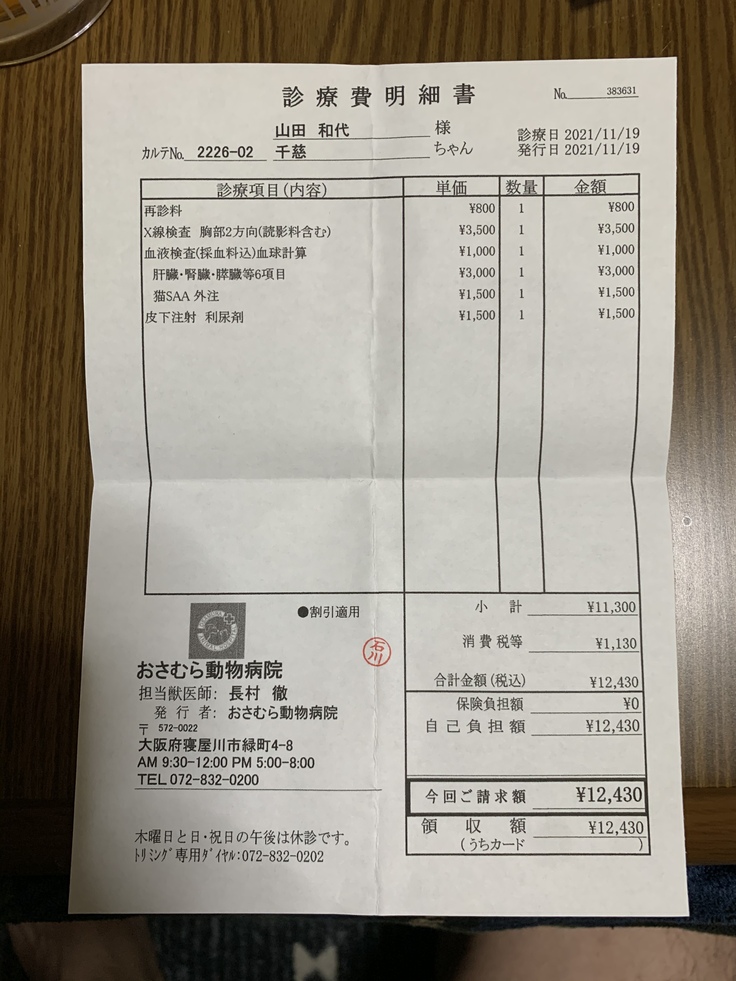 診療費明細書
No. 383631
山田 和代 様
カルテNo. 2226-02 千慈 ちゃん
診療日 2021/11/19
発行日 2021/11/19
診療項目(内容) 単価 数量 金額
再診料 ¥800 1 ¥800
X線検査 胸部2方向(読影料含む) ¥3,500 1 ¥3,500
血液検査(採血料込)血球計算 ¥1,000 1 ¥1,000
肝臓・腎臓・膵臓等6項目 ¥3,000 1 ¥3,000
猫SAA 外注 ¥1,500 1 ¥1,500
皮下注射 利尿剤 ¥1,500 1 ¥1,500
●割引適用
石川
おさむら動物病院
担当獣医師: 長村 徹
発行者: おさむら動物病院
〒 572-0022
大阪府寝屋川市緑町4-8
AM 9:30-12:00 PM 5:00-8:00
TEL 072-832-0200
木曜日と日・祝日の午後は休診です。
トリミング専用ダイヤル:072-832-0202
小計 ¥11,300
消費税等 ¥1,130
合計金額(税込) ¥12,430
保険負担額 ¥0
自己負担額 ¥12,430
今回ご請求額 ¥12,430
領収額 ¥12,430
(うちカード )